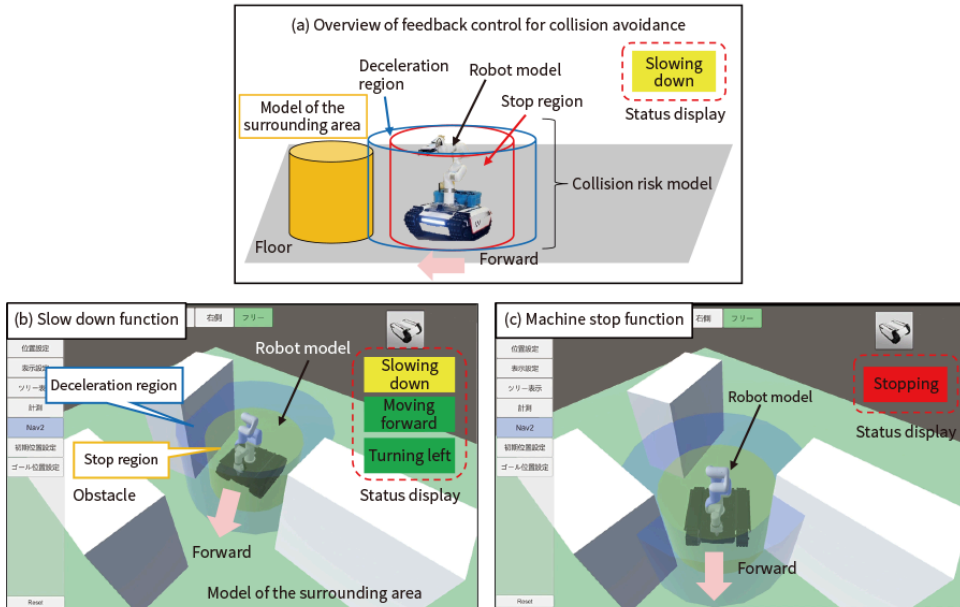 (a) Overview of feedback control for collision avoidance
Deceleration
region
Robot model
Stop region
Slowing
down
Status display
Model of the
surrounding area
Collision risk model
Floor
Forward
(b) Slow down function
右側
フリー
位置設定
表示設定
ツリー表示
計測
Nav2
初期位置設定
ゴール位置設定
Reset
Robot model
Deceleration region
Stop region
Obstacle
Forward
Slowing
down
Moving
forward
Turning left
Status display
Model of the surrounding area
(c) Machine stop function
右側
フリー
位置設定
表示設定
ツリー表示
計測
Nav2
初期位置設定
ゴール位置設定
Reset
Robot model
Stopping
Status display
Forward